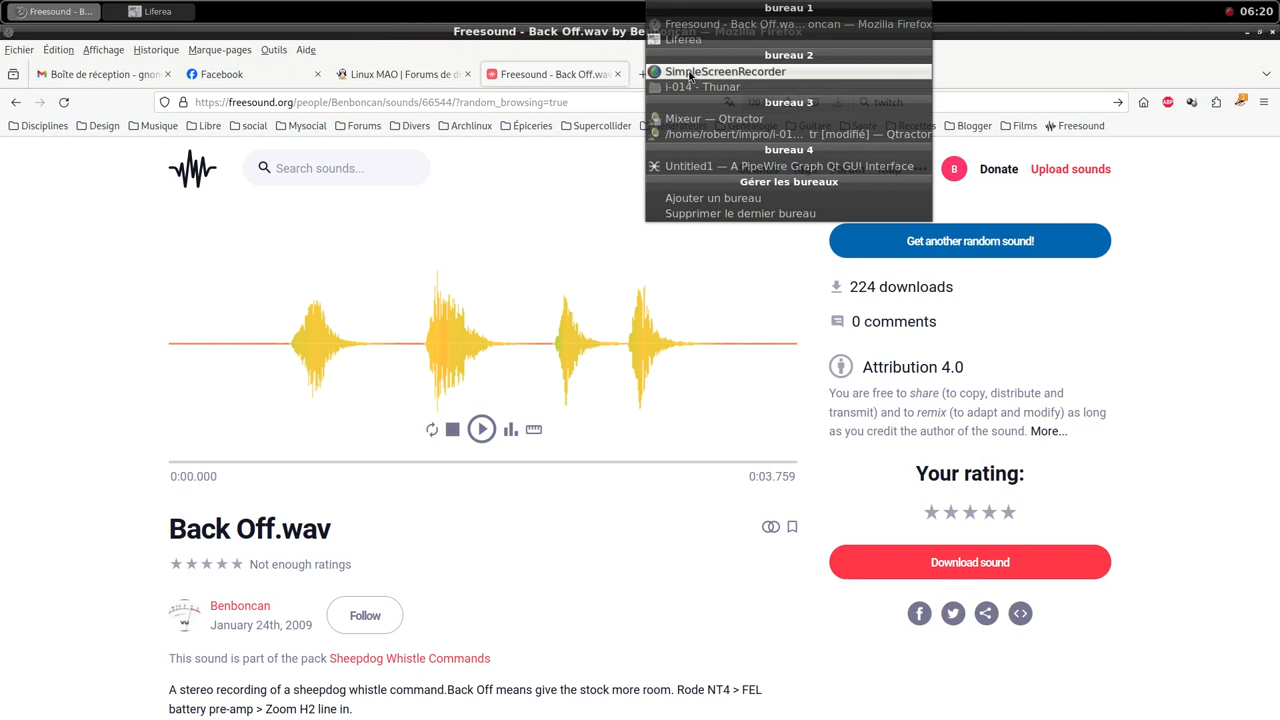 Freesound - B...
Liferea
06:20
Freesound - Back Off.wav by Benboncan — Mozilla Firefox
Fichier
Édition
Affichage
Historique
Marque-pages
Outils
Aide
bureau 1
Freesound - Back Off.wa... oncan — Mozilla Firefox
Liferea
bureau 2
SimpleScreenRecorder
i-014 - Thunar
bureau 3
Mixeur — Qtractor
/home/robert/impro/i-01... tr [modifié] — Qtractor
bureau 4
Untitled1 — A PipeWire Graph Qt GUI Interface...
Gérer les bureaux
Ajouter un bureau
Supprimer le dernier bureau
Boîte de réception - gnom
Facebook
Linux MAO | Forums de d
Freesound - Back Off.wa
https://freesound.org/people/Benboncan/sounds/66544/?random_browsing=true
twitch
Disciplines
Design
Musique
Libre
social
Mysocial
Forums
Divers
Archlinux
Épiceries
Supercollider
Blogger
Films
Freesound
Search sounds...
B
Donate
Upload sounds
Get another random sound!
224 downloads
0 comments
Attribution 4.0
You are free to share (to copy, distribute and
transmit) and to remix (to adapt and modify) as long
as you credit the author of the sound. More...
Your rating:
Download sound
0:00.000
0:03.759
Back Off.wav
Not enough ratings
Benboncan
January 24th, 2009
Follow
This sound is part of the pack Sheepdog Whistle Commands
A stereo recording of a sheepdog whistle command.Back Off means give the stock more room. Rode NT4 > FEL
battery pre-amp > Zoom H2 line in.